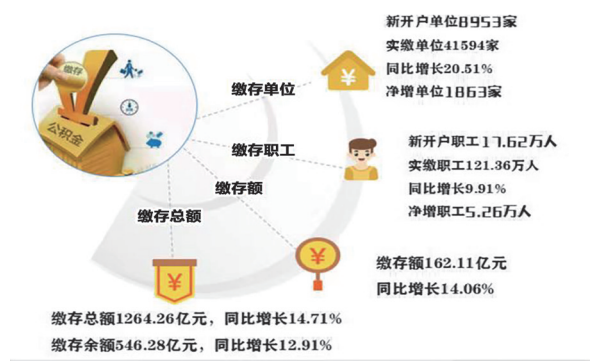 新开户单位8953家
实缴单位41594家
同比增长20.51%
净增单位1863家
缴存
公积金
缴存单位
缴存职工
新开户职工17.62万人
实缴职工121.36万人
同比增长9.91%
净增职工5.26万人
缴存额
缴存总额
缴存额162.11亿元
同比增长14.06%
缴存总额1264.26亿元，同比增长14.71%
缴存余额546.28亿元，同比增长12.91%